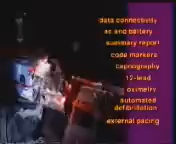 data connectivity
ac and battery
summary report
code markers
capnography
12-lead
oximetry
automated
defibrillation
external pacing